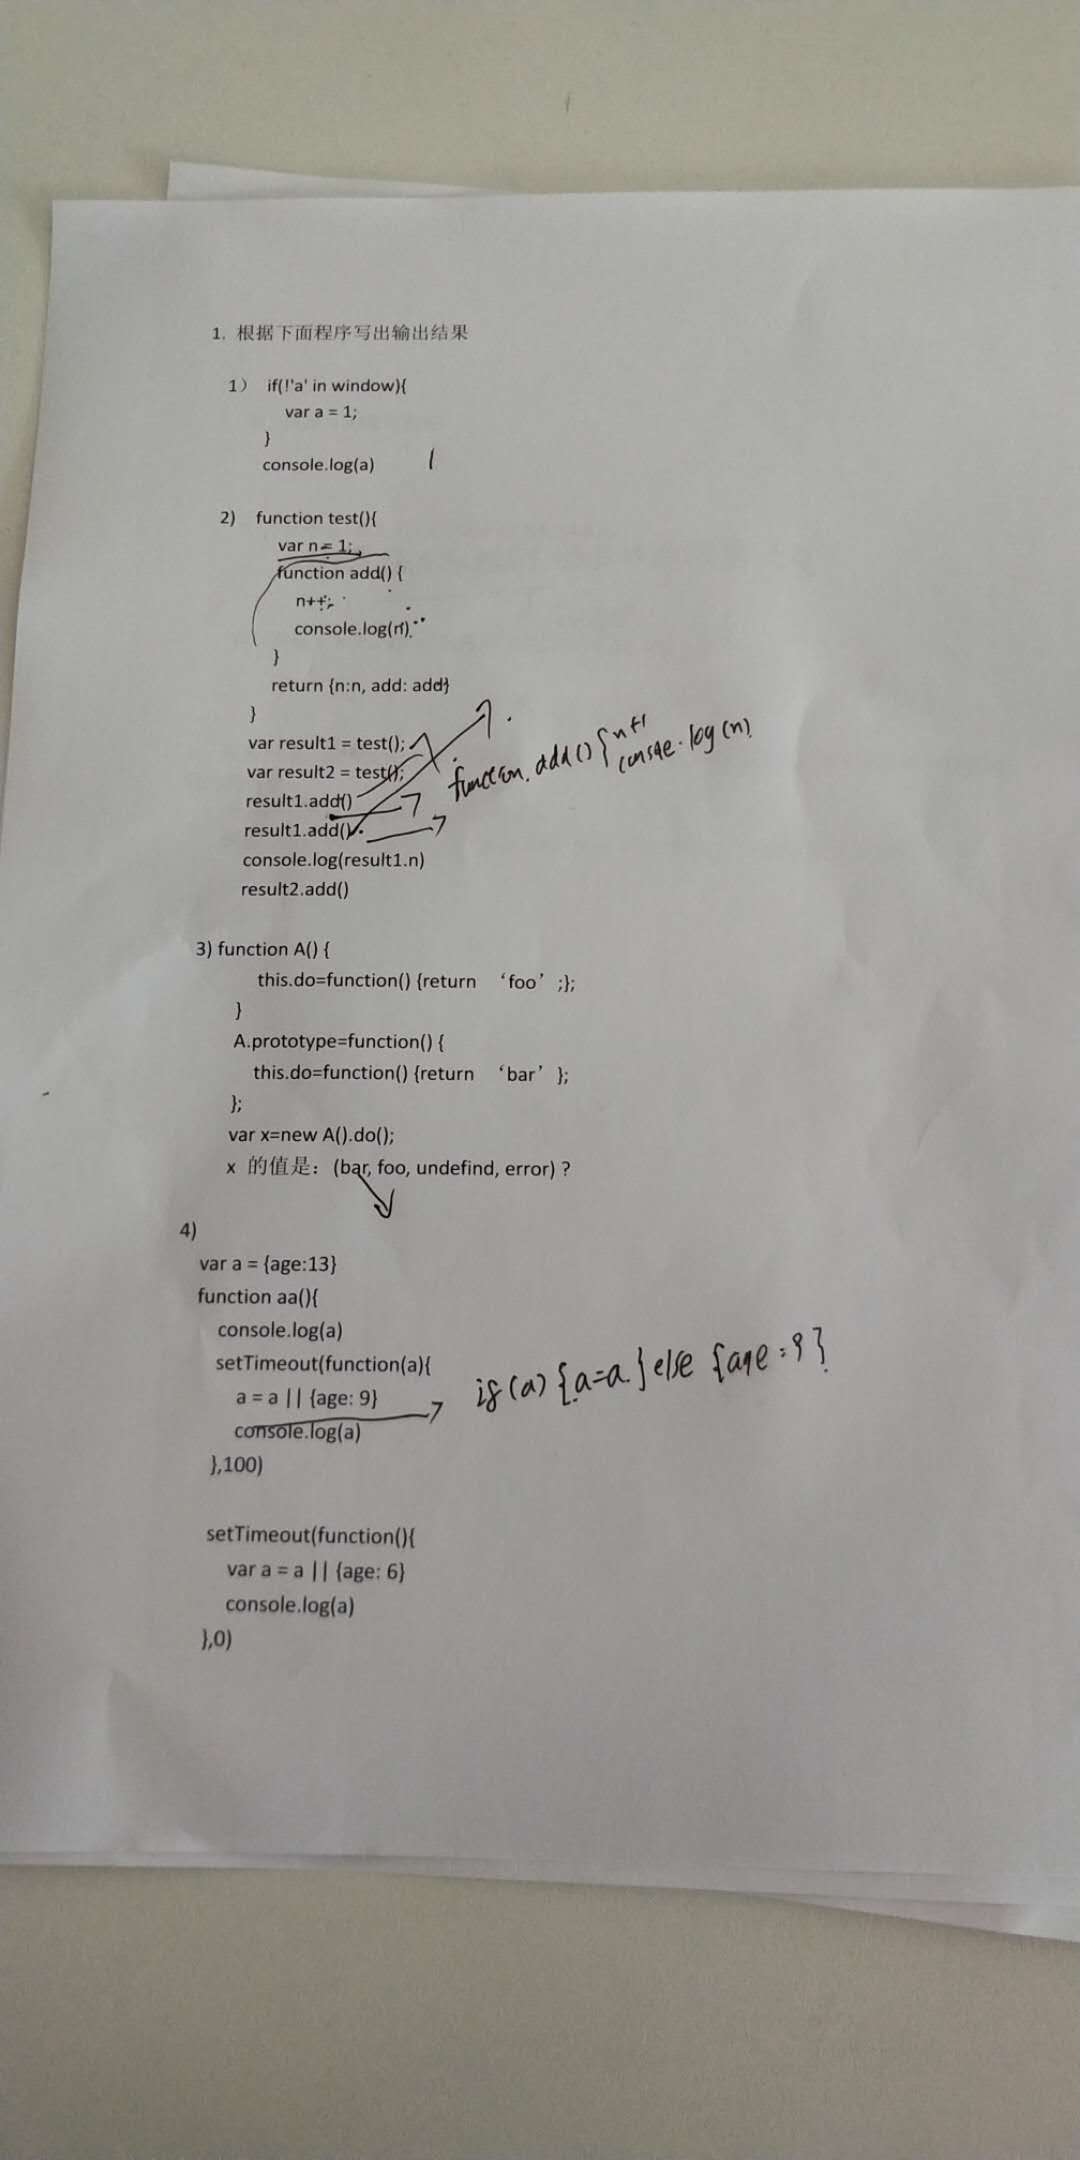 1. 根据下面程序写出输出结果
1） if(!'a' in window){
var a = 1;
}
console.log(a) 1
2) function test(){
var n= 1;
function add() {
n++;
console.log(n)
}
return {n:n, add: add}
}
var result1 = test();
var result2 = test();
function add() { n++
console.log(n)
result1.add()
result1.add()
console.log(result1.n)
result2.add()
3) function A() {
this.do=function() {return ‘foo’;};
}
A.prototype=function() {
this.do=function() {return ‘bar’};
};
var x=new A().do();
x 的值是：(bar, foo, undefind, error) ?
4)
var a = {age:13}
function aa(){
console.log(a)
setTimeout(function(a){
a = a || {age: 9}
if(a) {a=a.} else {age:9}
console.log(a)
},100)
setTimeout(function(){
var a = a || {age: 6}
console.log(a)
},0)